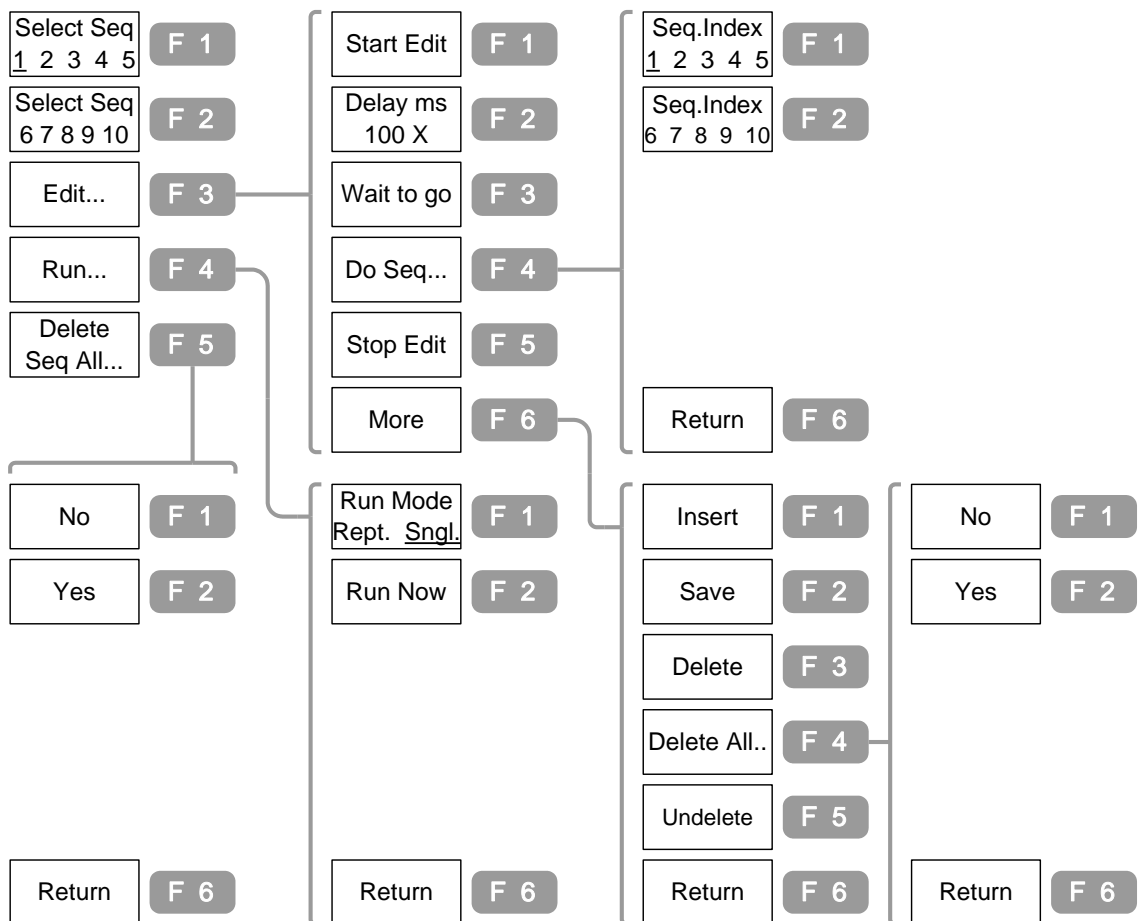 Select Seq
1 2 3 4 5
F 1
Select Seq
6 7 8 9 10
F 2
Edit...
F 3
Run...
F 4
Delete
Seq All...
F 5
Start Edit
F 1
Delay ms
100 X
F 2
Wait to go
F 3
Do Seq...
F 4
Stop Edit
F 5
More
F 6
Seq.Index
1 2 3 4 5
F 1
Seq.Index
6 7 8 9 10
F 2
Return
F 6
No
F 1
Yes
F 2
Return
F 6
Run Mode
Rept. Sngl.
F 1
Run Now
F 2
Return
F 6
Insert
F 1
Save
F 2
Delete
F 3
Delete All..
F 4
Undelete
F 5
Return
F 6
No
F 1
Yes
F 2
Return
F 6